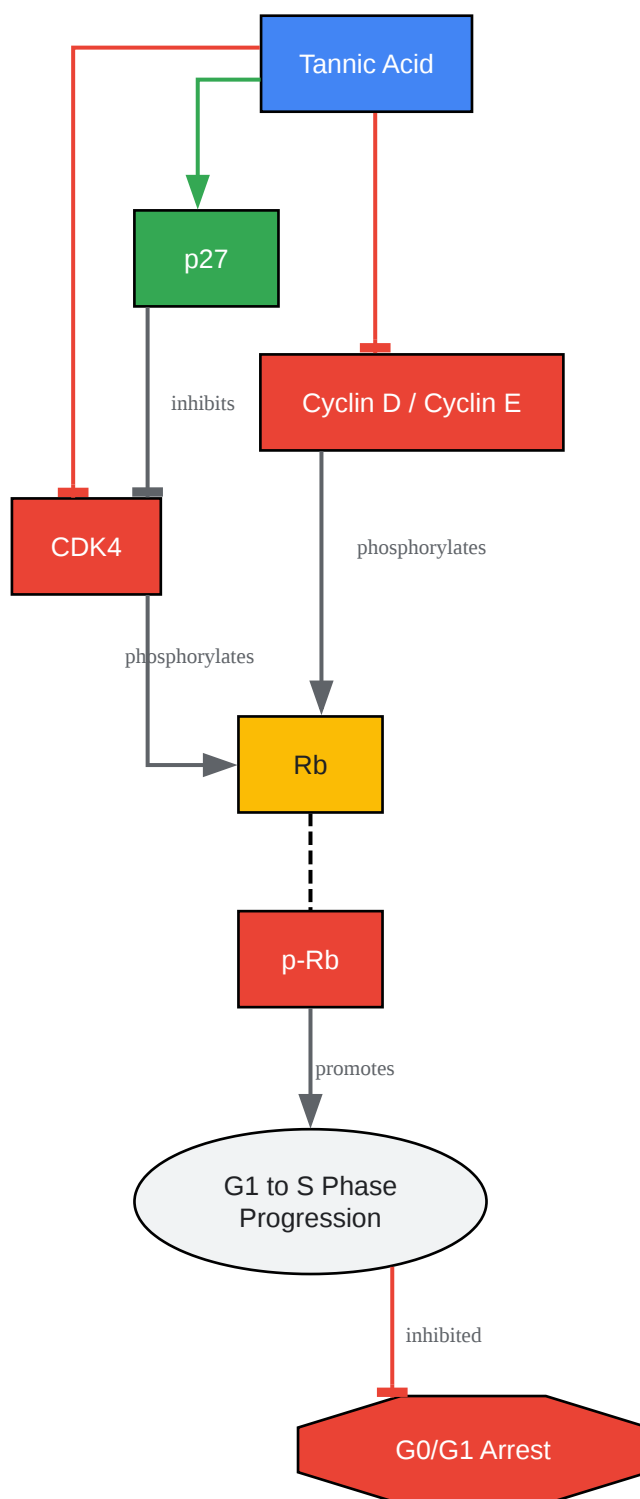 Tannic Acid
p27
inhibits
Cyclin D / Cyclin E
CDK4
phosphorylates
phosphorylates
Rb
p-Rb
promotes
G1 to S Phase
Progression
inhibited
G0/G1 Arrest